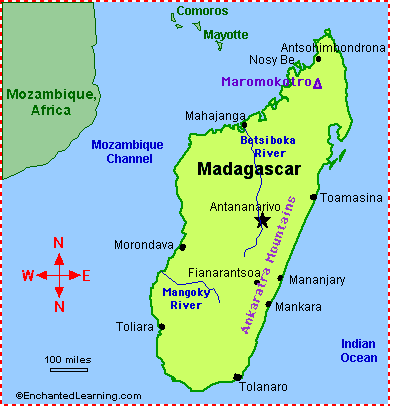 Comoros
Mayotte
Antsohimbondrona
Nosy Be
Maromokotro
Mozambique,
Africa
Mahajanga
Betsiboka
River
Mozambique
Channel
Madagascar
Toamasina
Antananarivo
N
W
E
N
Morondava
Fianarantsoa
Ankaratra Mountains
Mananjary
Mangoky
River
Mankara
Toliara
Indian
Ocean
100 miles
Tolanaro
©EnchantedLearning.com